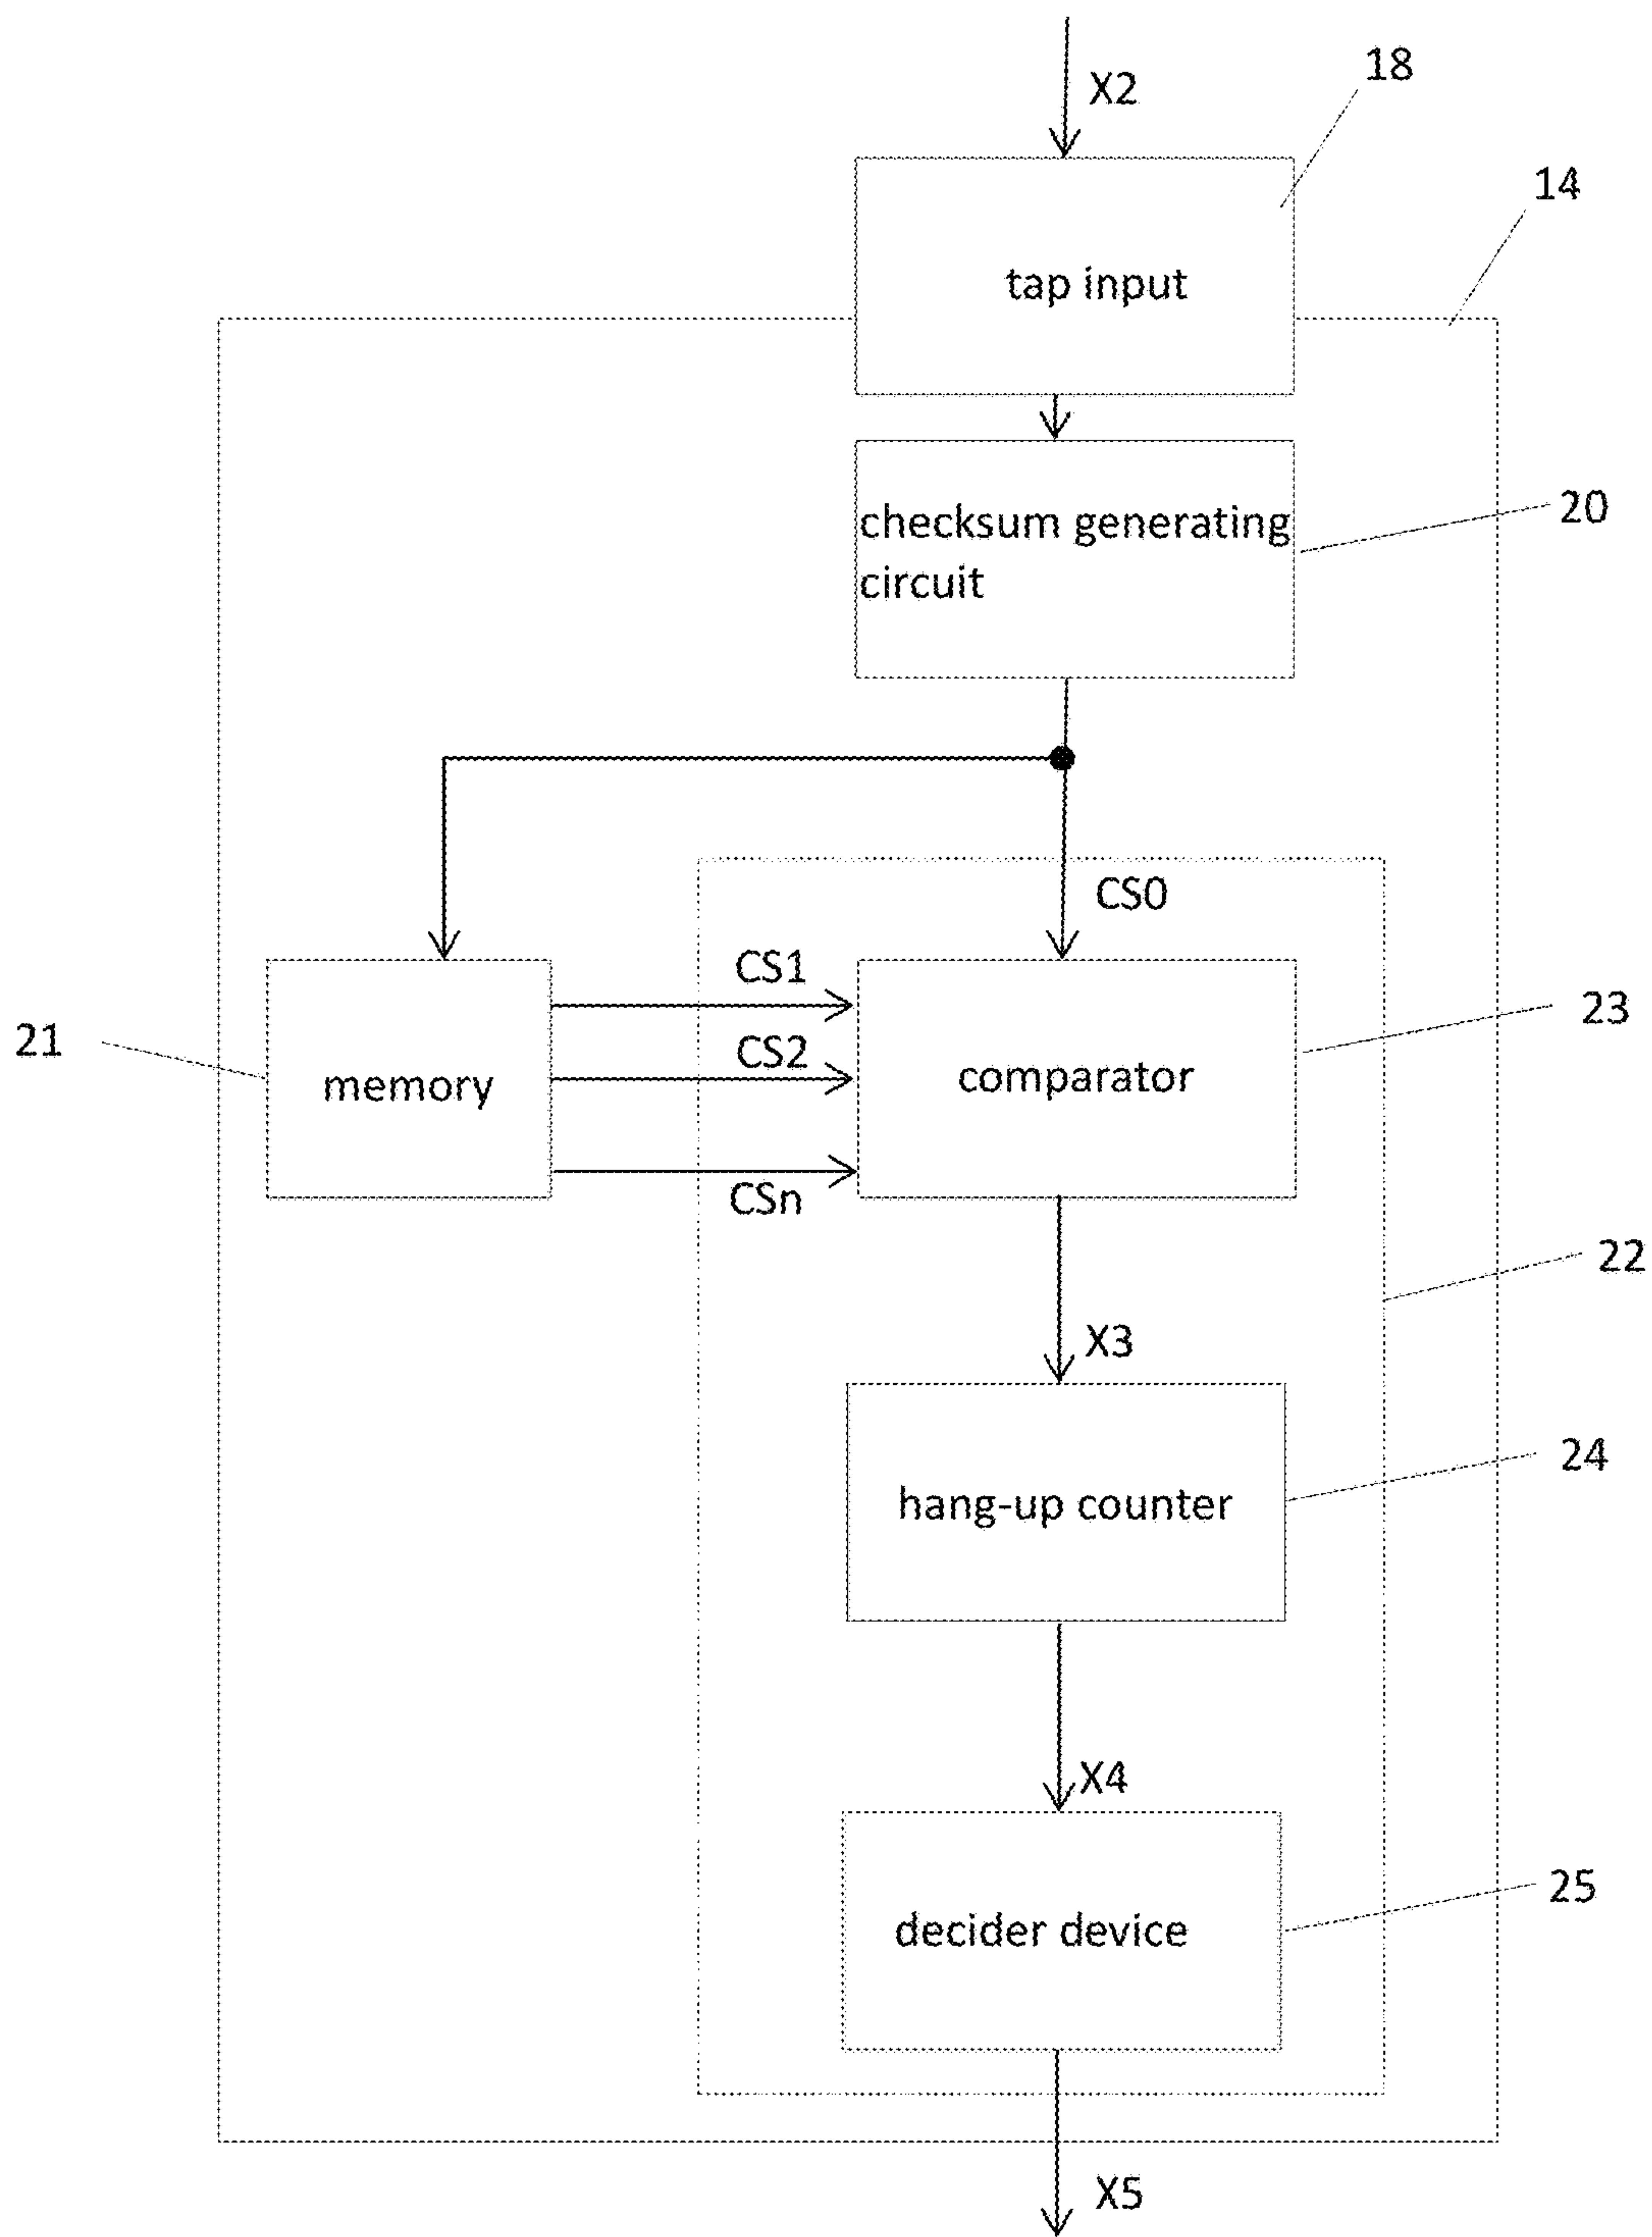 X2
18
14
tap input
checksum generating
circuit
20
CS0
CS1
CS2
CSn
21
memory
comparator
23
22
X3
hang-up counter
24
X4
decider device
25
X5